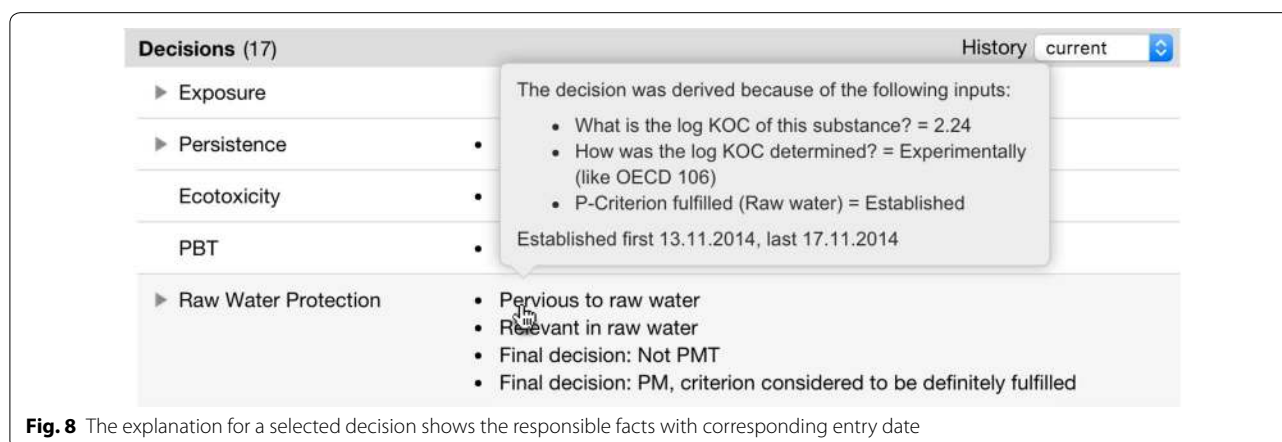 Decisions (17) History current
Exposure
Persistence
Ecotoxicity
PBT
The decision was derived because of the following inputs:
• What is the log KOC of this substance? = 2.24
• How was the log KOC determined? = Experimentally
(like OECD 106)
• P-Criterion fulfilled (Raw water) = Established
Established first 13.11.2014, last 17.11.2014
Raw Water Protection
• Pervious to raw water
• Relevant in raw water
• Final decision: Not PMT
• Final decision: PM, criterion considered to be definitely fulfilled
Fig. 8 The explanation for a selected decision shows the responsible facts with corresponding entry date